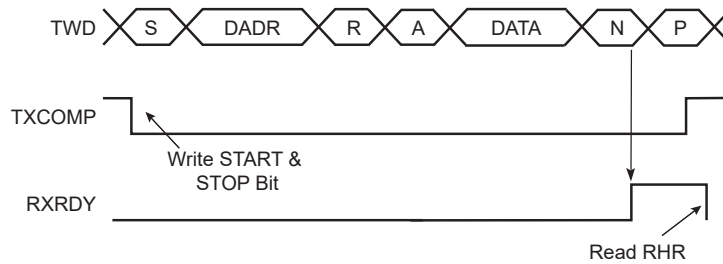 TWD S DADR R A DATA N P
TXCOMP
Write START &
STOP Bit
RXRDY
Read RHR